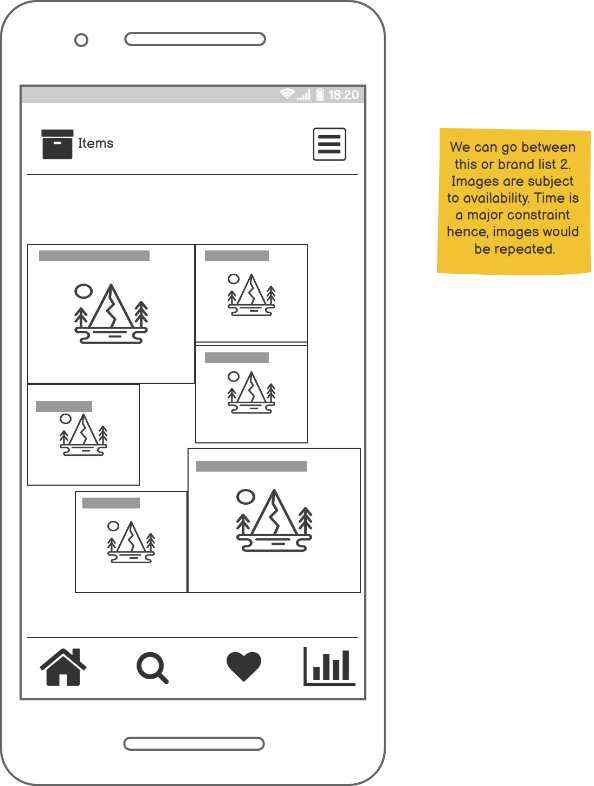 18:20
Items
We can go between
this or brand list 2.
Images are subject
to availability. Time is
a major constraint
hence, images would
be repeated.